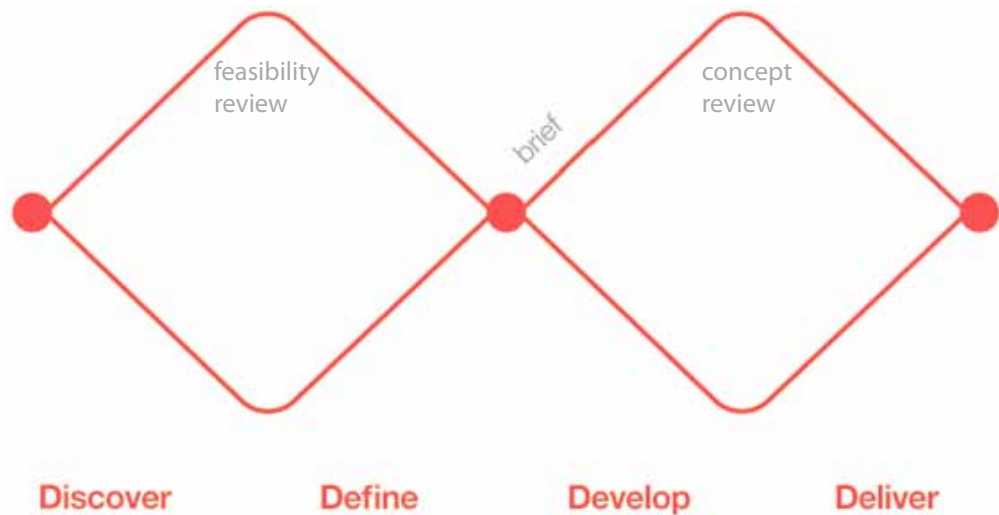 feasibility
review
concept
review
brief
Discover
Define
Develop
Deliver